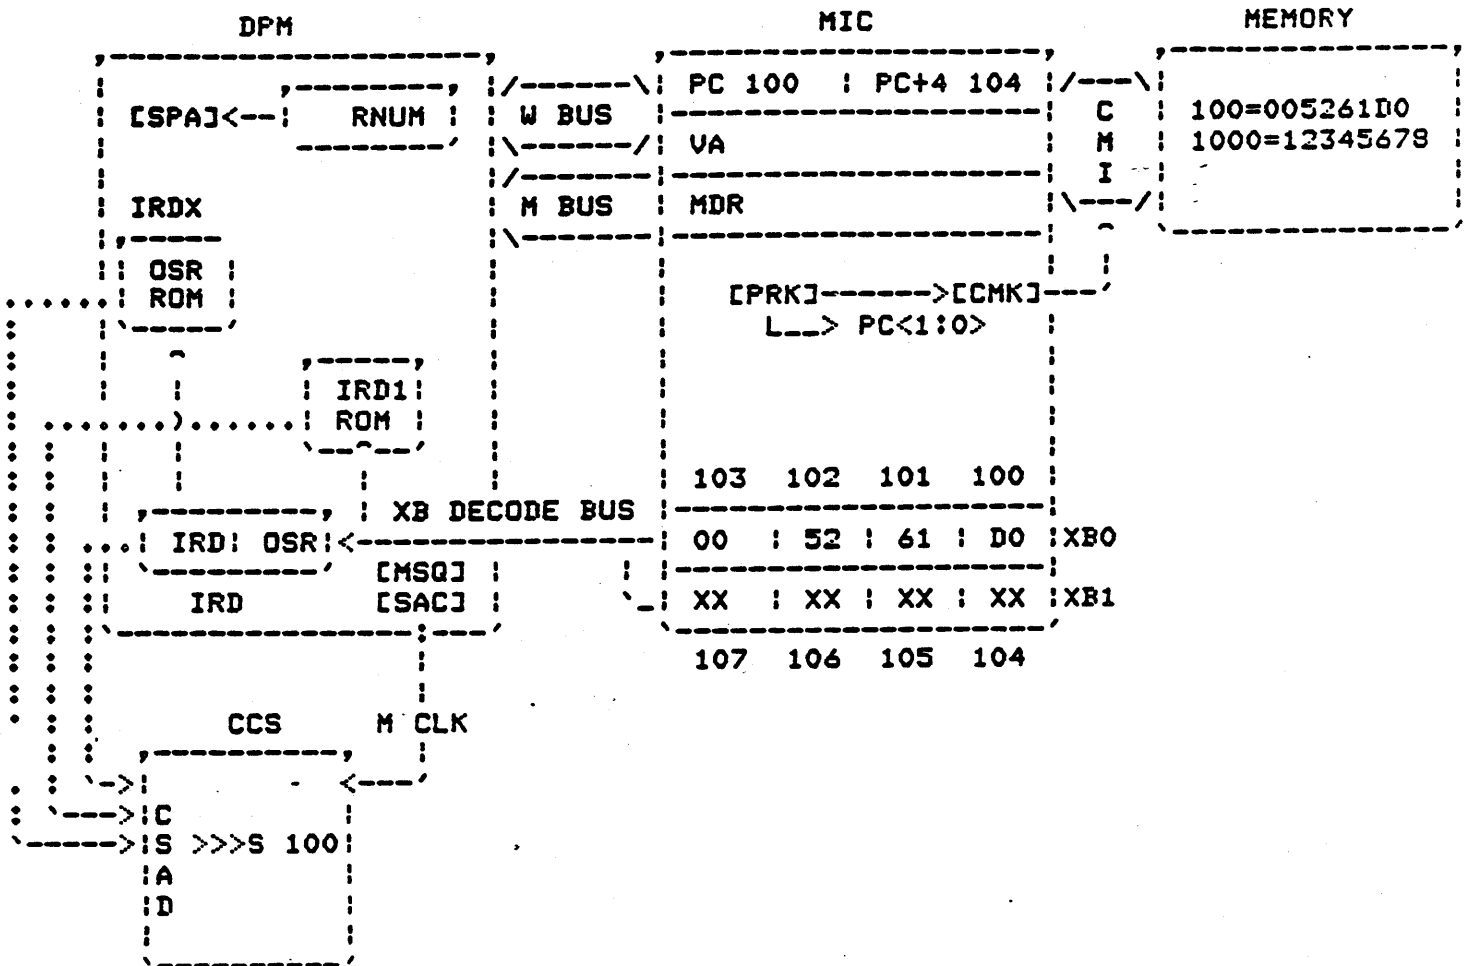 DPM MIC MEMORY
PC 100 PC+4 104
[SPA]<-- RNUM W BUS C 100=005261D0
VA M 1000=12345678
I
IRDX M BUS MDR
OSR
ROM [PRK]------->[CCMK]
L__> PC<1:0>
IRD1
ROM
103 102 101 100
XB DECODE BUS
IRD OSR 00 52 61 D0 XB0
[MSQ]
IRD [SAC] XX XX XX XX XB1
107 106 105 104
CCS M CLK
C
S >>>S 100
A
D